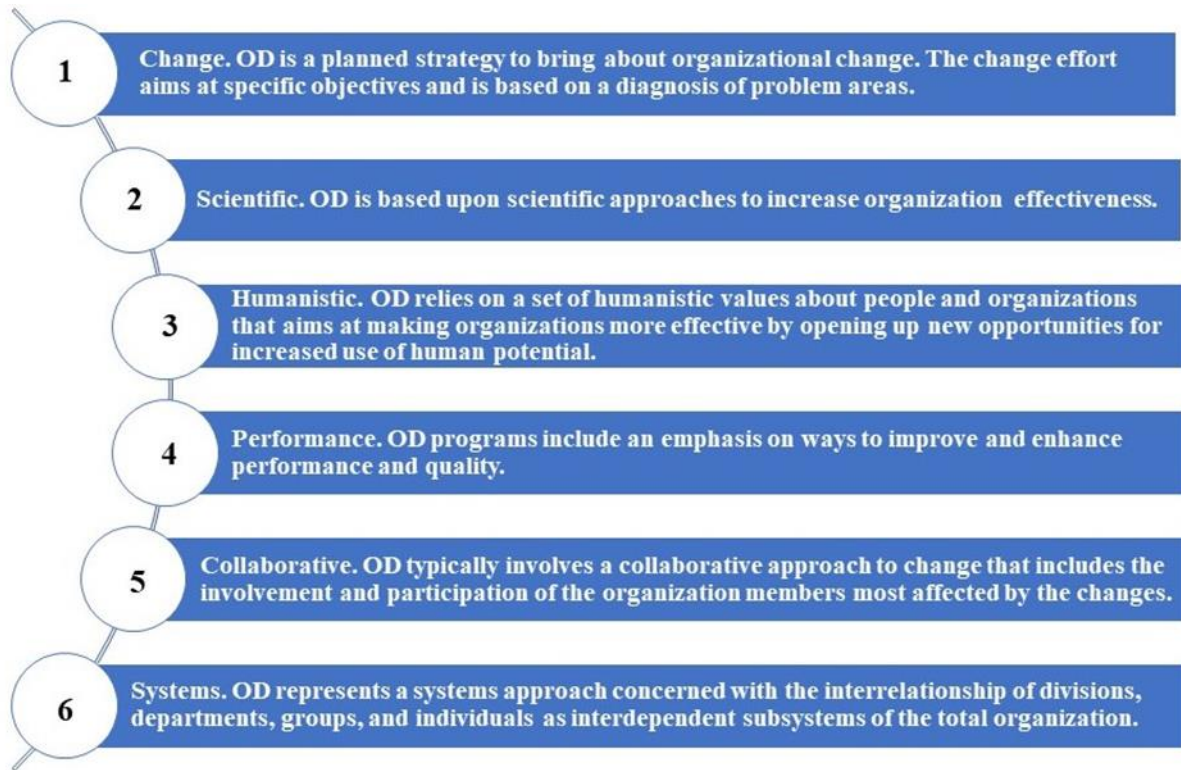 1
Change. OD is a planned strategy to bring about organizational change. The change effort
aims at specific objectives and is based on a diagnosis of problem areas.
2
Scientific. OD is based upon scientific approaches to increase organization effectiveness.
3
Humanistic. OD relies on a set of humanistic values about people and organizations
that aims at making organizations more effective by opening up new opportunities for
increased use of human potential.
4
Performance. OD programs include an emphasis on ways to improve and enhance
performance and quality.
5
Collaborative. OD typically involves a collaborative approach to change that includes the
involvement and participation of the organization members most affected by the changes.
6
Systems. OD represents a systems approach concerned with the interrelationship of divisions,
departments, groups, and individuals as interdependent subsystems of the total organization.